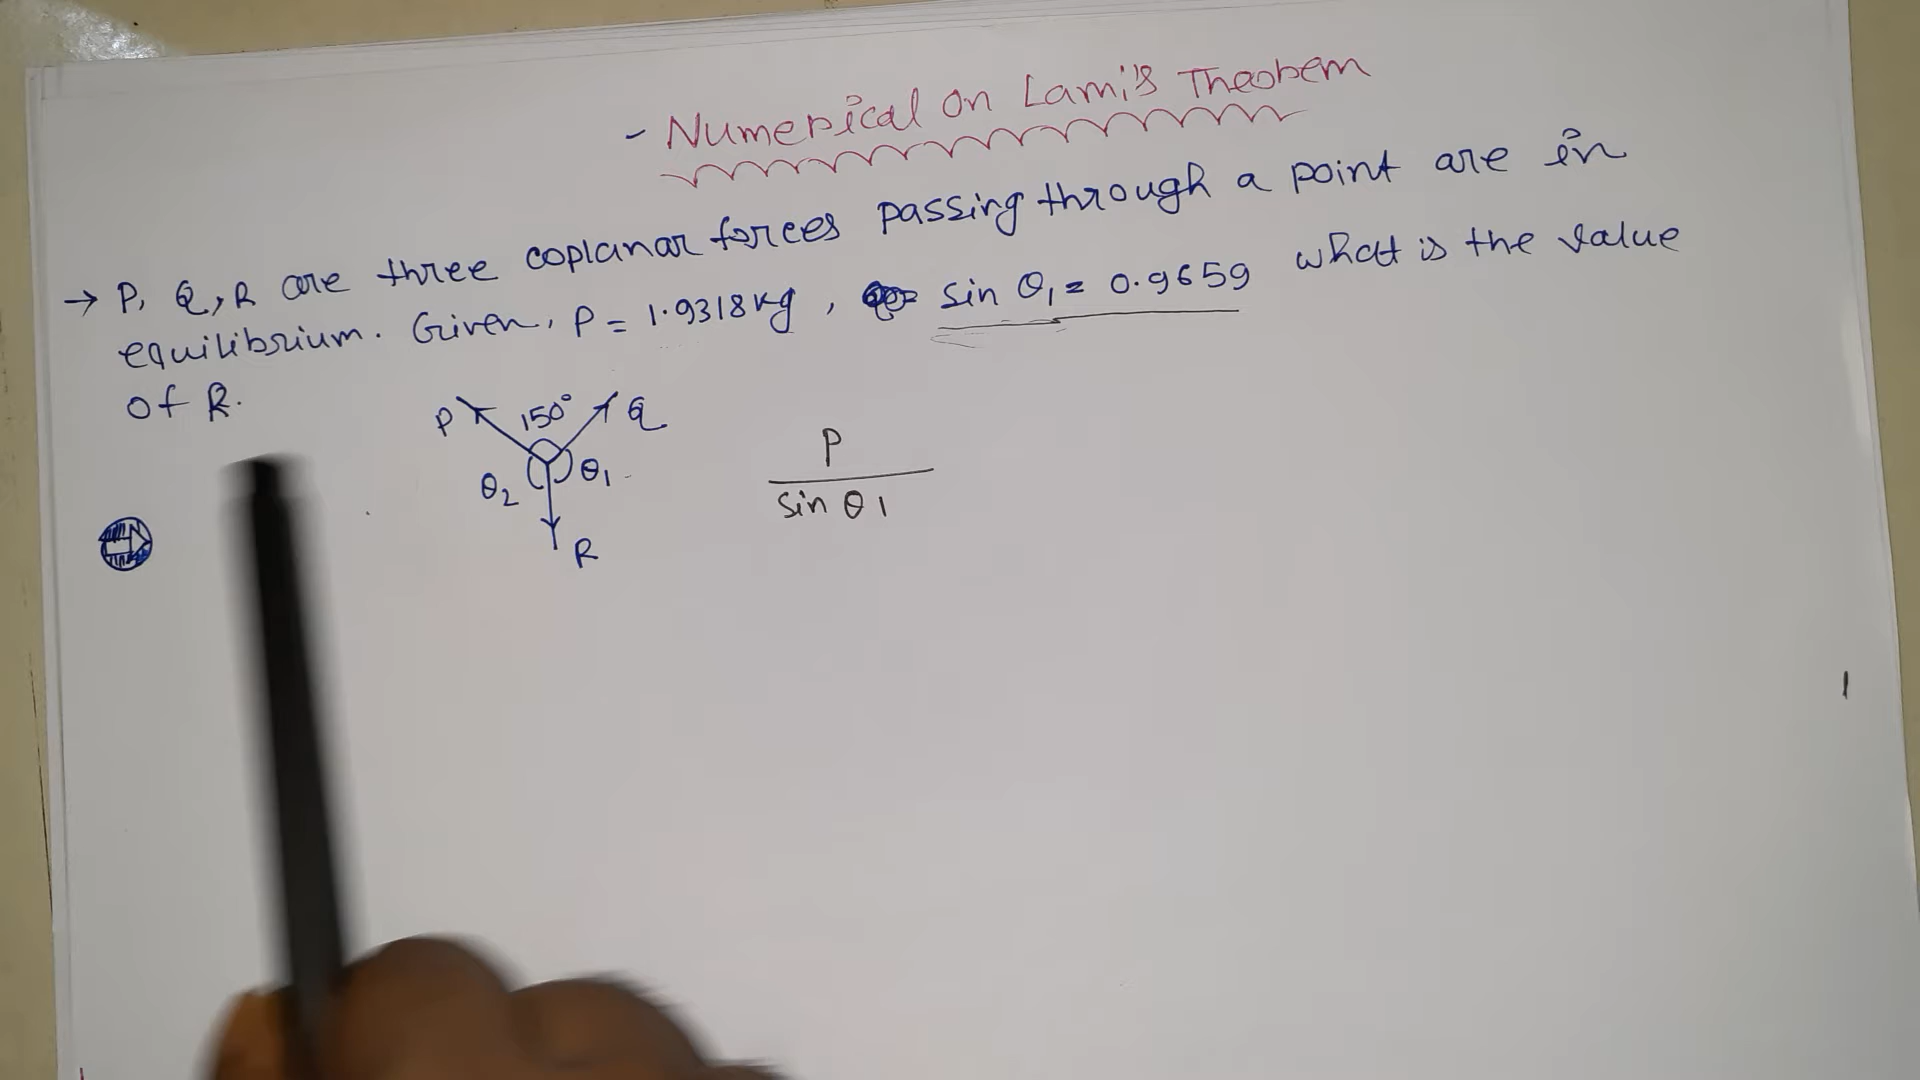 - Numerical On Lami's Theorem
→ P, Q, R are three coplanar forces passing through a point are in
equilibrium. Given, P = 1.9318 kg, sin θ1 = 0.9659 what is the value
of R.
P 150° Q
θ2 θ1
R
P
sin θ1